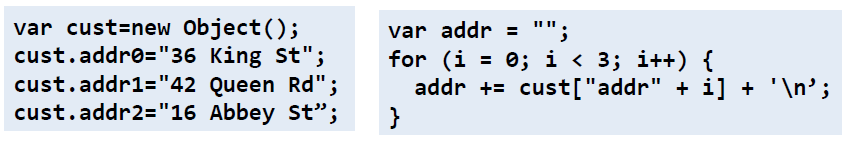 var cust=new Object();
cust.addr0="36 King St";
cust.addr1="42 Queen Rd";
cust.addr2="16 Abbey St”;
var addr = "";
for (i = 0; i < 3; i++) {
  addr += cust["addr" + i] + '\n’;
}